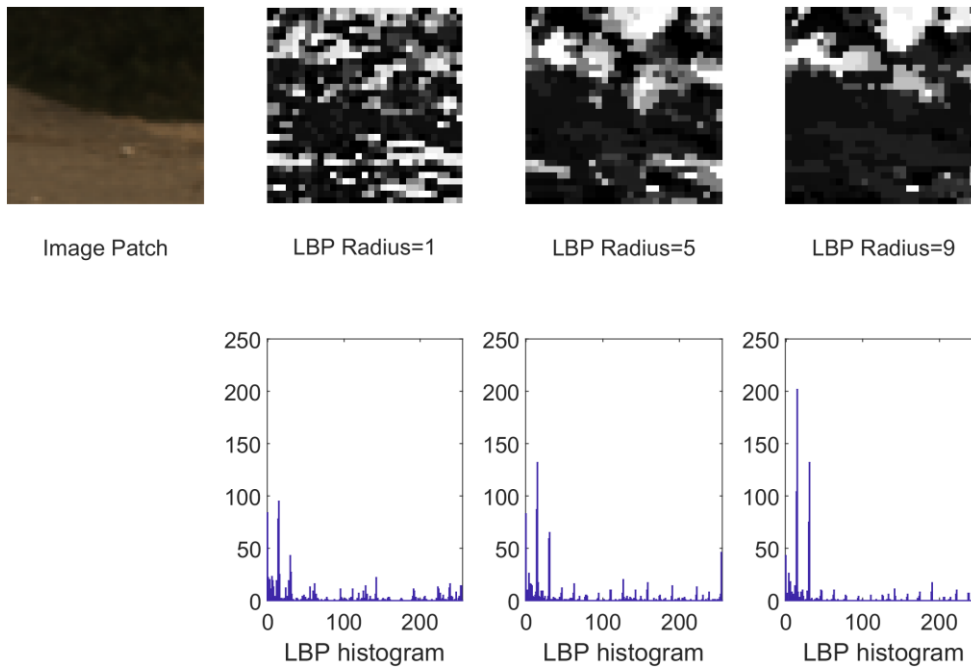 Image Patch
LBP Radius=1
LBP Radius=5
LBP Radius=9
250
200
150
100
50
0
0 100 200
LBP histogram
250
200
150
100
50
0
0 100 200
LBP histogram
250
200
150
100
50
0
0 100 200
LBP histogram